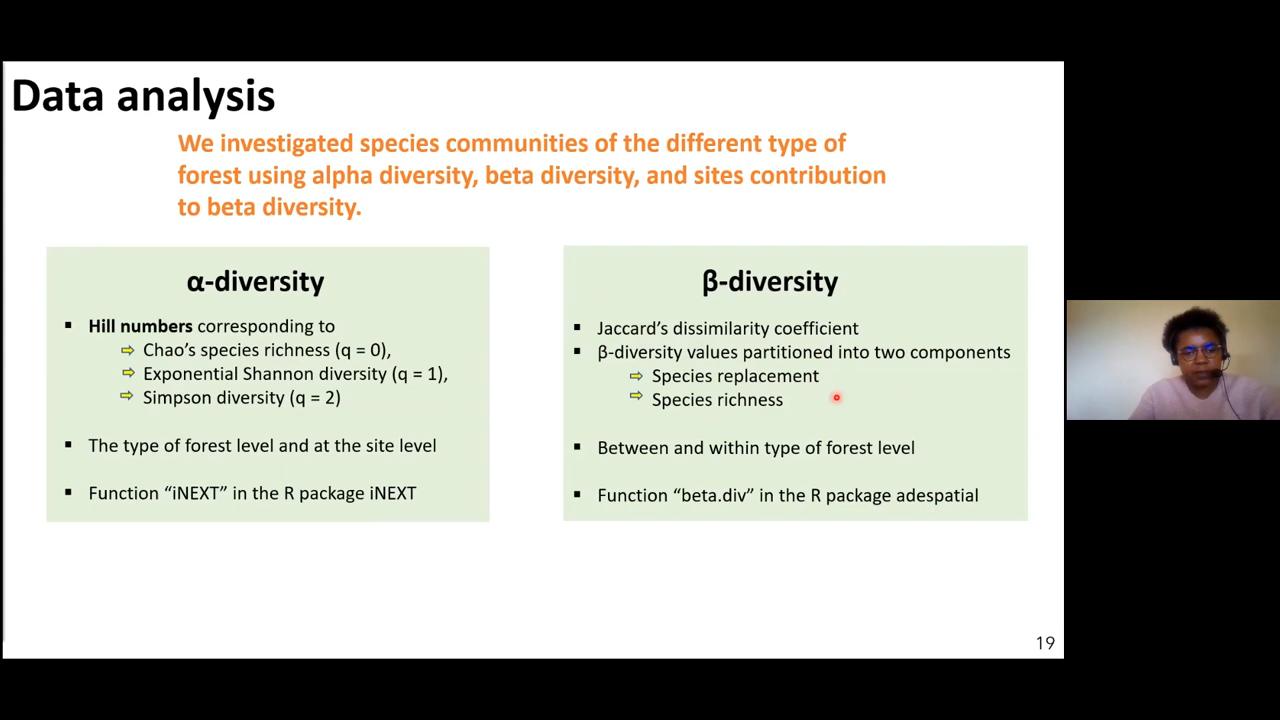 Data analysis
We investigated species communities of the different type of
forest using alpha diversity, beta diversity, and sites contribution
to beta diversity.
α-diversity
▪ Hill numbers corresponding to
⇨ Chao's species richness (q = 0),
⇨ Exponential Shannon diversity (q = 1),
⇨ Simpson diversity (q = 2)
▪ The type of forest level and at the site level
▪ Function “iNEXT” in the R package iNEXT
β-diversity
▪ Jaccard's dissimilarity coefficient
▪ β-diversity values partitioned into two components
⇨ Species replacement
⇨ Species richness
▪ Between and within type of forest level
▪ Function “beta.div” in the R package adespatial
19